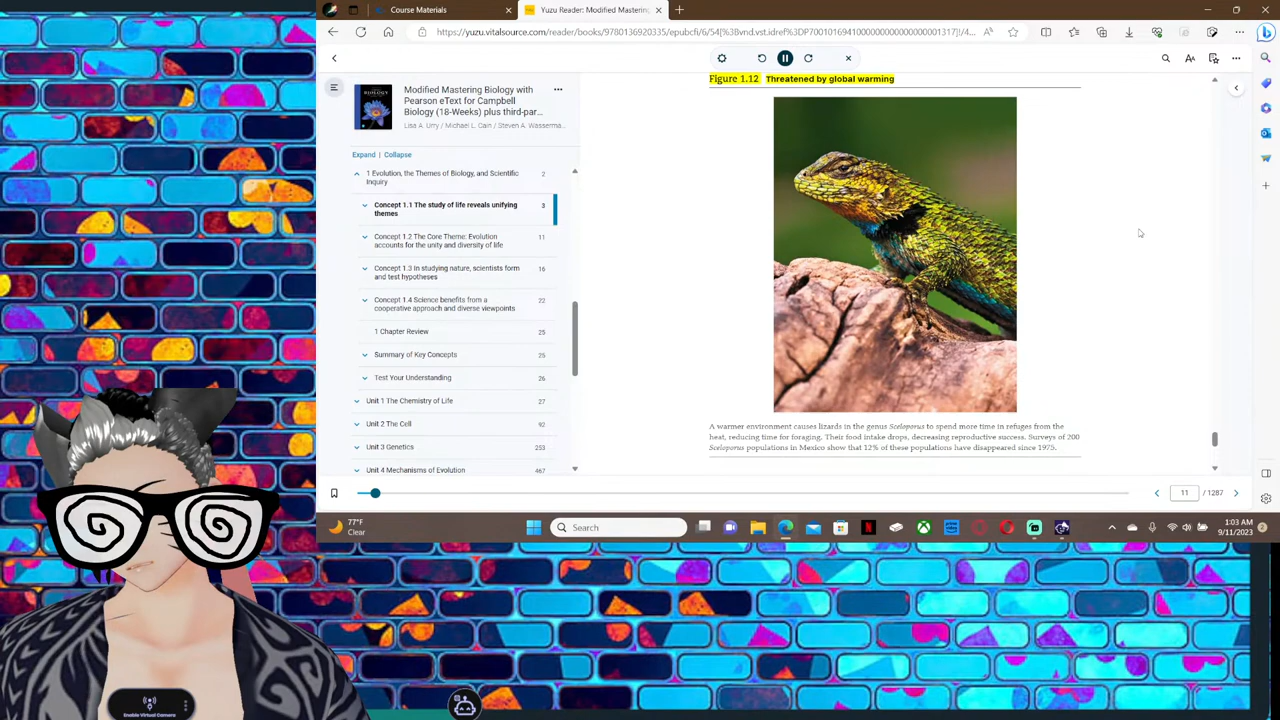 Course Materials
Yuzu Reader: Modified Mastering
https://yuzu.vitalsource.com/reader/books/9780136920335/epubcfi/6/54[%3Bvnd.vst.idref%3DP7001016941000000000000000001317]!/4...
Modified Mastering Biology with
Pearson eText for Campbell
Biology (18-Weeks) plus third-par...
Lisa A. Urry / Michael L. Cain / Steven A. Wasserma...
Expand | Collapse
1 Evolution, the Themes of Biology, and Scientific 2
Inquiry
Concept 1.1 The study of life reveals unifying 3
themes
Concept 1.2 The Core Theme: Evolution 11
accounts for the unity and diversity of life
Concept 1.3 In studying nature, scientists form 16
and test hypotheses
Concept 1.4 Science benefits from a 22
cooperative approach and diverse viewpoints
1 Chapter Review 25
Summary of Key Concepts 25
Test Your Understanding 26
Unit 1 The Chemistry of Life 27
Unit 2 The Cell 92
Unit 3 Genetics 253
Unit 4 Mechanisms of Evolution 467
Figure 1.12 Threatened by global warming
A warmer environment causes lizards in the genus Sceloporus to spend more time in refuges from the
heat, reducing time for foraging. Their food intake drops, decreasing reproductive success. Surveys of 200
Sceloporus populations in Mexico show that 12% of these populations have disappeared since 1975.
11 / 1287
77°F
Clear
Search
1:03 AM
9/11/2023
Enable Virtual Camera